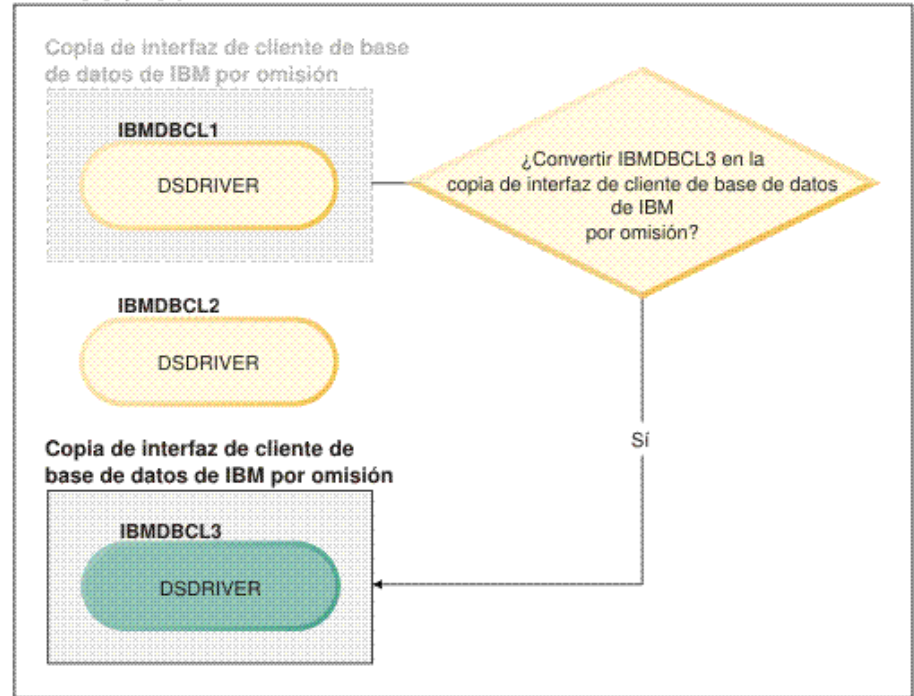 Copia de interfaz de cliente de base
de datos de IBM por omisión
IBMDBCL1
DSDRIVER
¿Convertir IBMDBCL3 en la
copia de interfaz de cliente de base de datos
de IBM
por omisión?
IBMDBCL2
DSDRIVER
Sí
Copia de interfaz de cliente de
base de datos de IBM por omisión
IBMDBCL3
DSDRIVER